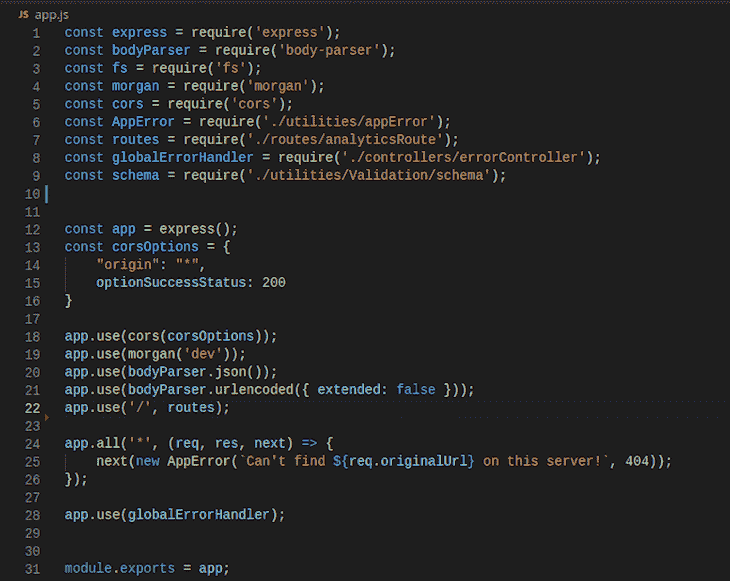 JS app.js
1 const express = require('express');
2 const bodyParser = require('body-parser');
3 const fs = require('fs');
4 const morgan = require('morgan');
5 const cors = require('cors');
6 const AppError = require('./utilities/appError');
7 const routes = require('./routes/analyticsRoute');
8 const globalErrorHandler = require('./controllers/errorController');
9 const schema = require('./utilities/Validation/schema');
10
11
12 const app = express();
13 const corsOptions = {
14     "origin": "*",
15     optionSuccessStatus: 200
16 }
17
18 app.use(cors(corsOptions));
19 app.use(morgan('dev'));
20 app.use(bodyParser.json());
21 app.use(bodyParser.urlencoded({ extended: false }));
22 app.use('/', routes);
23
24 app.all('*', (req, res, next) => {
25     next(new AppError(`Can't find ${req.originalUrl} on this server!`, 404));
26 });
27
28 app.use(globalErrorHandler);
29
30
31 module.exports = app;